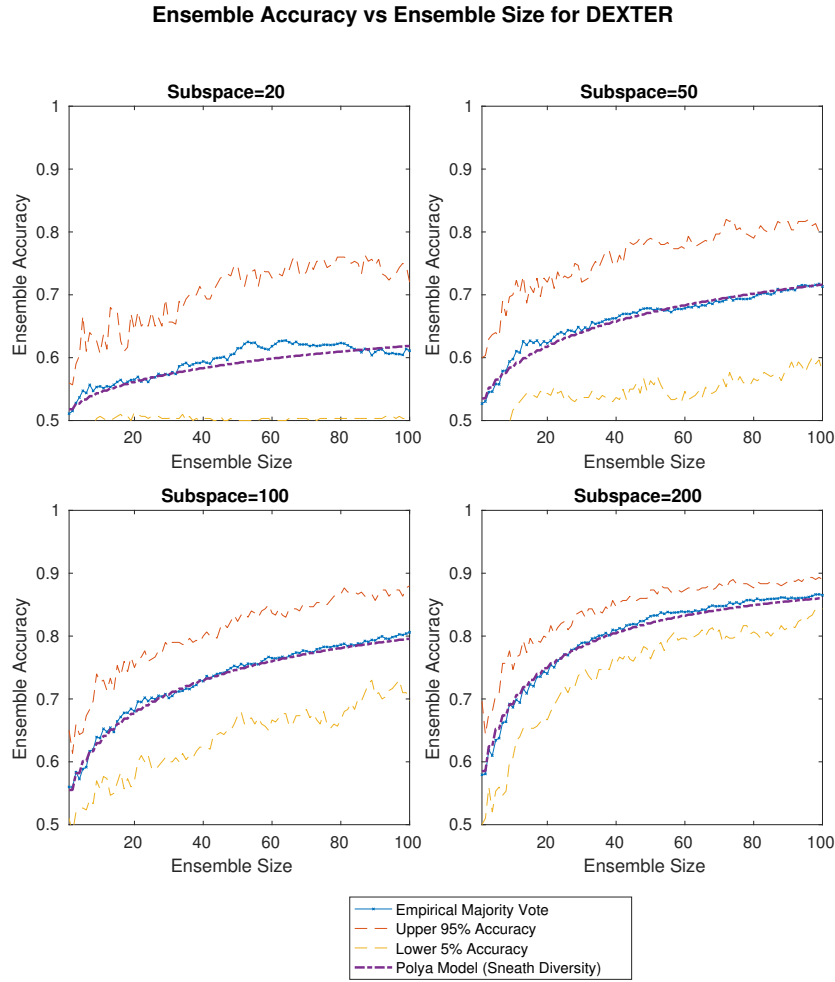 Ensemble Accuracy vs Ensemble Size for DEXTER
Subspace=20
1
0.9
0.8
0.7
0.6
0.5
20
40
60
80
100
Ensemble Size
Ensemble Accuracy
Subspace=50
1
0.9
0.8
0.7
0.6
0.5
20
40
60
80
100
Ensemble Size
Ensemble Accuracy
Subspace=100
1
0.9
0.8
0.7
0.6
0.5
20
40
60
80
100
Ensemble Size
Ensemble Accuracy
Subspace=200
1
0.9
0.8
0.7
0.6
0.5
20
40
60
80
100
Ensemble Size
Ensemble Accuracy
Empirical Majority Vote
Upper 95% Accuracy
Lower 5% Accuracy
Polya Model (Sneath Diversity)